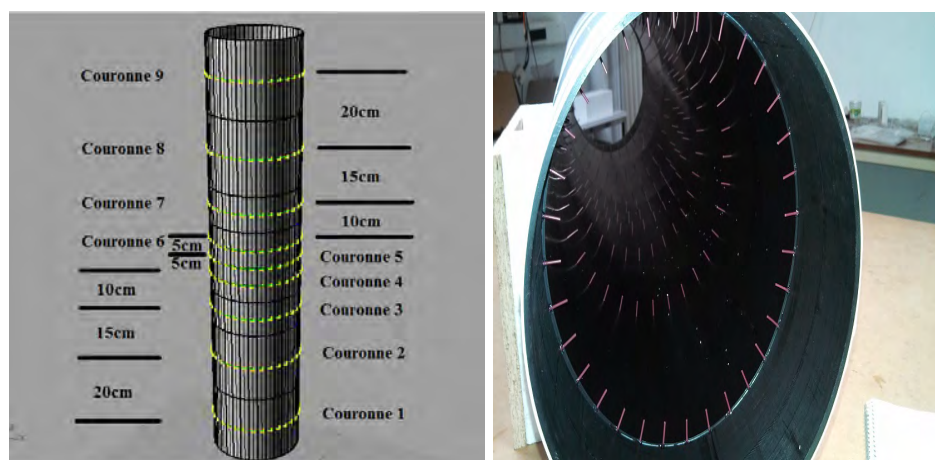 Couronne 9
20cm
Couronne 8
15cm
Couronne 7
10cm
Couronne 6
5cm
5cm
Couronne 5
10cm
Couronne 4
Couronne 3
15cm
Couronne 2
20cm
Couronne 1